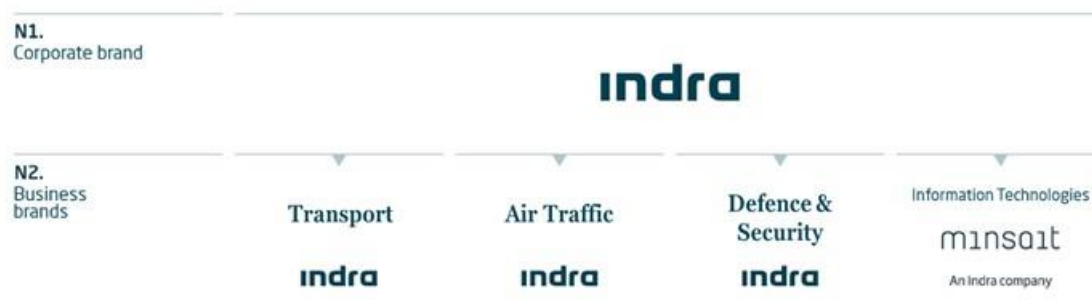 N1.
Corporate brand
indra
N2.
Business
brands
Transport
indra
Air Traffic
indra
Defence &
Security
indra
Information Technologies
minsait
An Indra company